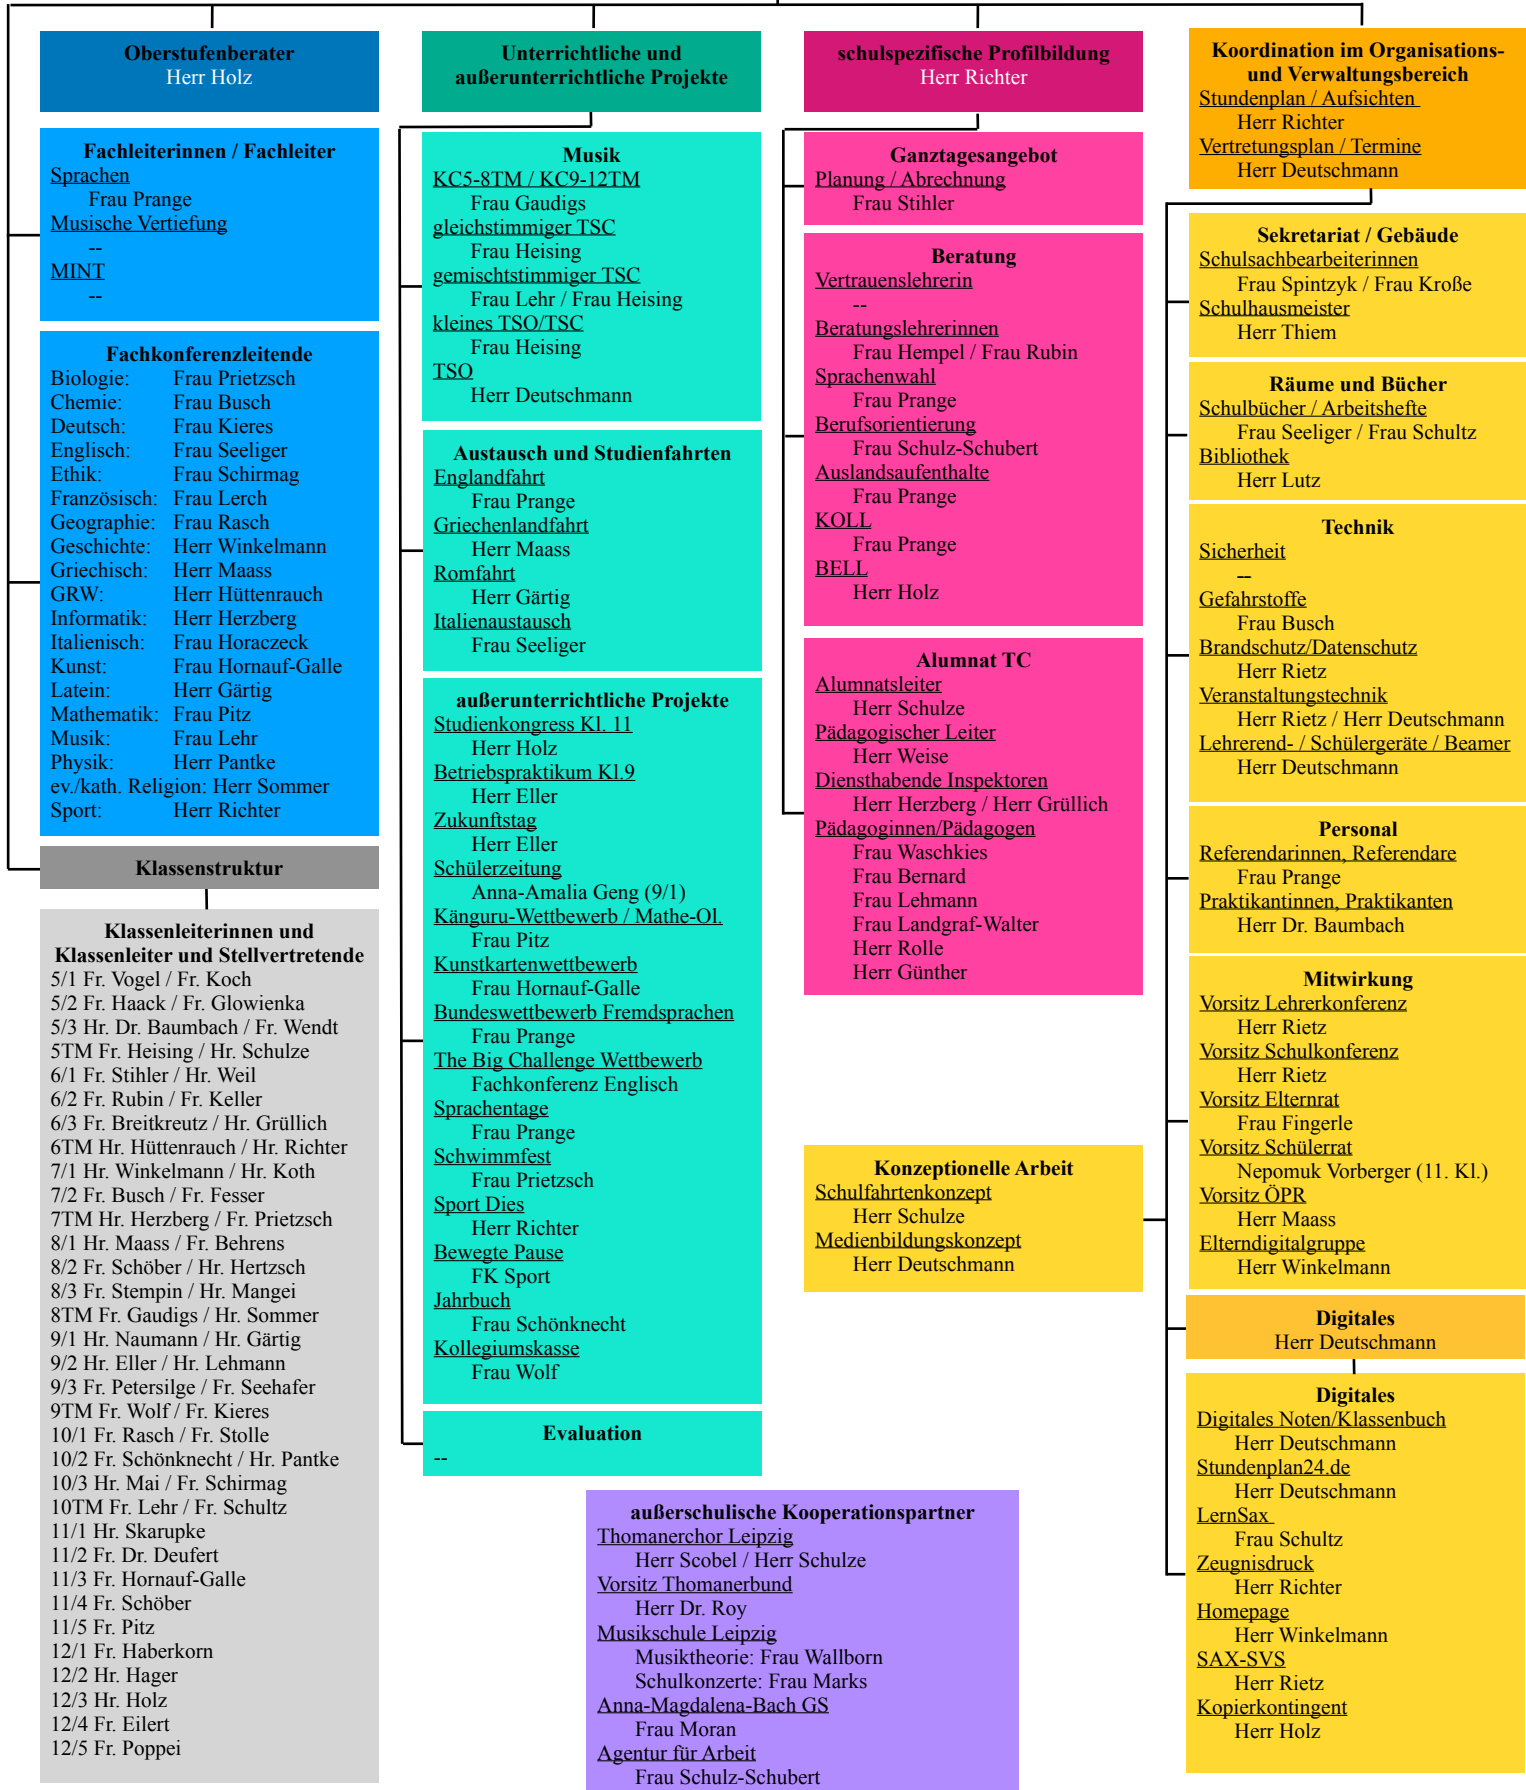 Oberstufenberater
Herr Holz
Fachleiterinnen / Fachleiter
Sprachen
Frau Prange
Musische Vertiefung
--
MINT
--
Fachkonferenzleitende
Biologie: Frau Prietzsch
Chemie: Frau Busch
Deutsch: Frau Kieres
Englisch: Frau Seeliger
Ethik: Frau Schirmag
Französisch: Frau Lerch
Geographie: Frau Rasch
Geschichte: Herr Winkelmann
Griechisch: Herr Maass
GRW: Herr Hüttenrauch
Informatik: Herr Herzberg
Italienisch: Frau Horaczeck
Kunst: Frau Hornauf-Galle
Latein: Herr Gärtig
Mathematik: Frau Pitz
Musik: Frau Lehr
Physik: Herr Pantke
ev./kath. Religion: Herr Sommer
Sport: Herr Richter
Klassenstruktur
Klassenleiterinnen und
Klassenleiter und Stellvertretende
5/1 Fr. Vogel / Fr. Koch
5/2 Fr. Haack / Fr. Glowienka
5/3 Hr. Dr. Baumbach / Fr. Wendt
5TM Fr. Heising / Hr. Schulze
6/1 Fr. Stihler / Hr. Weil
6/2 Fr. Rubin / Fr. Keller
6/3 Fr. Breitkreutz / Hr. Grüllich
6TM Hr. Hüttenrauch / Hr. Richter
7/1 Hr. Winkelmann / Hr. Koth
7/2 Fr. Busch / Fr. Fesser
7TM Hr. Herzberg / Fr. Prietzsch
8/1 Hr. Maass / Fr. Behrens
8/2 Fr. Schöber / Hr. Hertzsch
8/3 Fr. Stempin / Hr. Mangei
8TM Fr. Gaudigs / Hr. Sommer
9/1 Hr. Naumann / Hr. Gärtig
9/2 Hr. Eller / Hr. Lehmann
9/3 Fr. Petersilge / Fr. Seehafer
9TM Fr. Wolf / Fr. Kieres
10/1 Fr. Rasch / Fr. Stolle
10/2 Fr. Schönknecht / Hr. Pantke
10/3 Hr. Mai / Fr. Schirmag
10TM Fr. Lehr / Fr. Schultz
11/1 Hr. Skarupke
11/2 Fr. Dr. Deufert
11/3 Fr. Hornauf-Galle
11/4 Fr. Schöber
11/5 Fr. Pitz
12/1 Fr. Haberkorn
12/2 Hr. Hager
12/3 Hr. Holz
12/4 Fr. Eilert
12/5 Fr. Poppei
Unterrichtliche und
außerunterrichtliche Projekte
Musik
KC5-8TM / KC9-12TM
Frau Gaudigs
gleichstimmiger TSC
Frau Heising
gemischtstimmiger TSC
Frau Lehr / Frau Heising
kleines TSO/TSC
Frau Heising
TSO
Herr Deutschmann
Austausch und Studienfahrten
Englandfahrt
Frau Prange
Griechenlandfahrt
Herr Maass
Romfahrt
Herr Gärtig
Italienaustausch
Frau Seeliger
außerunterrichtliche Projekte
Studienkongress Kl. 11
Herr Holz
Betriebspraktikum Kl.9
Herr Eller
Zukunftstag
Herr Eller
Schülerzeitung
Anna-Amalia Geng (9/1)
Känguru-Wettbewerb / Mathe-Ol.
Frau Pitz
Kunstkartenwettbewerb
Frau Hornauf-Galle
Bundeswettbewerb Fremdsprachen
Frau Prange
The Big Challenge Wettbewerb
Fachkonferenz Englisch
Sprachentage
Frau Prange
Schwimmfest
Frau Prietzsch
Sport Dies
Herr Richter
Bewegte Pause
FK Sport
Jahrbuch
Frau Schönknecht
Kollegiumskasse
Frau Wolf
Evaluation
--
schulspezifische Profilbildung
Herr Richter
Ganztagesangebot
Planung / Abrechnung
Frau Stihler
Beratung
Vertrauenslehrerin
--
Beratungslehrerinnen
Frau Hempel / Frau Rubin
Sprachenwahl
Frau Prange
Berufsorientierung
Frau Schulz-Schubert
Auslandsaufenthalte
Frau Prange
KOLL
Frau Prange
BELL
Herr Holz
Alumnat TC
Alumnatsleiter
Herr Schulze
Pädagogischer Leiter
Herr Weise
Diensthabende Inspektoren
Herr Herzberg / Herr Grüllich
Pädagoginnen/Pädagogen
Frau Waschkies
Frau Bernard
Frau Lehmann
Frau Landgraf-Walter
Herr Rolle
Herr Günther
Konzeptionelle Arbeit
Schulfahrtenkonzept
Herr Schulze
Medienbildungskonzept
Herr Deutschmann
außerschulische Kooperationspartner
Thomanerchor Leipzig
Herr Scobel / Herr Schulze
Vorsitz Thomanerbund
Herr Dr. Roy
Musikschule Leipzig
Musiktheorie: Frau Wallborn
Schulkonzerte: Frau Marks
Anna-Magdalena-Bach GS
Frau Moran
Agentur für Arbeit
Frau Schulz-Schubert
Koordination im Organisations-
und Verwaltungsbereich
Stundenplan / Aufsichten
Herr Richter
Vertretungsplan / Termine
Herr Deutschmann
Sekretariat / Gebäude
Schulsachbearbeiterinnen
Frau Spintzyk / Frau Kroße
Schulhausmeister
Herr Thiem
Räume und Bücher
Schulbücher / Arbeitshefte
Frau Seeliger / Frau Schultz
Bibliothek
Herr Lutz
Technik
Sicherheit
--
Gefahrstoffe
Frau Busch
Brandschutz/Datenschutz
Herr Rietz
Veranstaltungstechnik
Herr Rietz / Herr Deutschmann
Lehrerend- / Schülergeräte / Beamer
Herr Deutschmann
Personal
Referendarinnen, Referendare
Frau Prange
Praktikantinnen, Praktikanten
Herr Dr. Baumbach
Mitwirkung
Vorsitz Lehrerkonferenz
Herr Rietz
Vorsitz Schulkonferenz
Herr Rietz
Vorsitz Elternrat
Frau Fingerle
Vorsitz Schülerrat
Nepomuk Vorberger (11. Kl.)
Vorsitz ÖPR
Herr Maass
Elterndigitalgruppe
Herr Winkelmann
Digitales
Herr Deutschmann
Digitales
Digitales Noten/Klassenbuch
Herr Deutschmann
Stundenplan24.de
Herr Deutschmann
LernSax
Frau Schultz
Zeugnisdruck
Herr Richter
Homepage
Herr Winkelmann
SAX-SVS
Herr Rietz
Kopierkontingent
Herr Holz